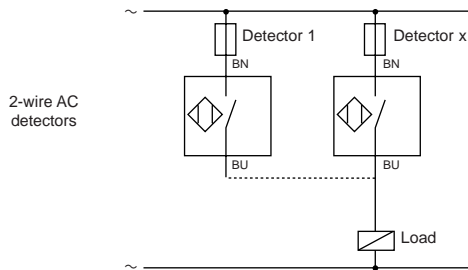 ~
Detector 1
Detector x
BN
BN
2-wire AC
detectors
BU
BU
Load
~